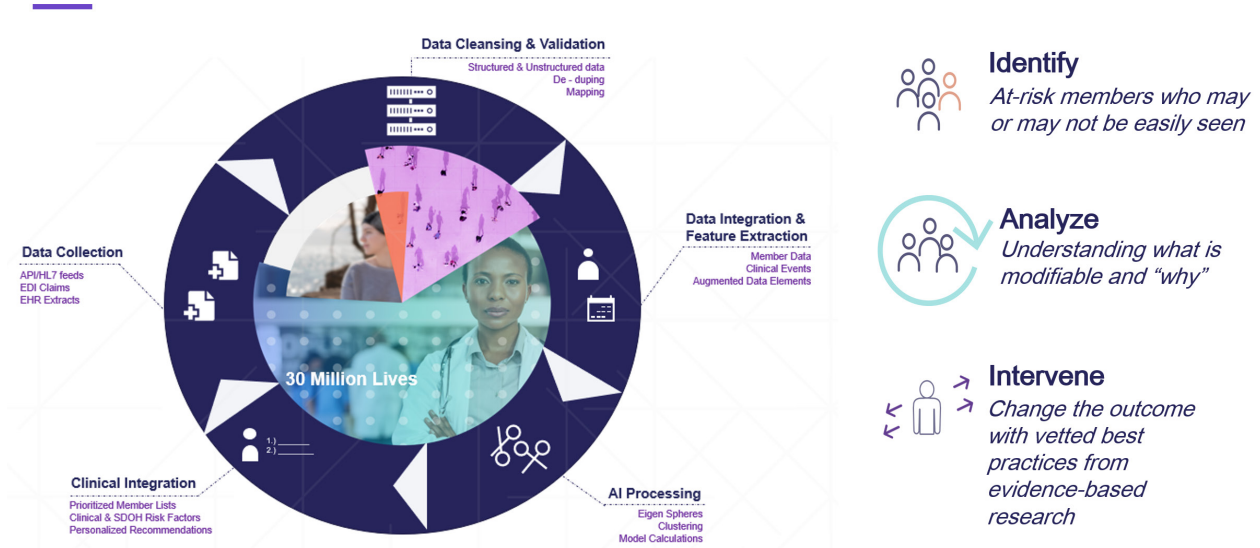 Data Cleansing & Validation
Structured & Unstructured data
De - duping
Mapping
Data Integration &
Feature Extraction
Member Data
Clinical Events
Augmented Data Elements
AI Processing
Eigen Spheres
Clustering
Model Calculations
Clinical Integration
Prioritized Member Lists
Clinical & SDOH Risk Factors
Personalized Recommendations
Data Collection
API/HL7 feeds
EDI Claims
EHR Extracts
1.)
2.)
30 Million Lives
Identify
At-risk members who may
or may not be easily seen
Analyze
Understanding what is
modifiable and “why”
Intervene
Change the outcome
with vetted best
practices from
evidence-based
research